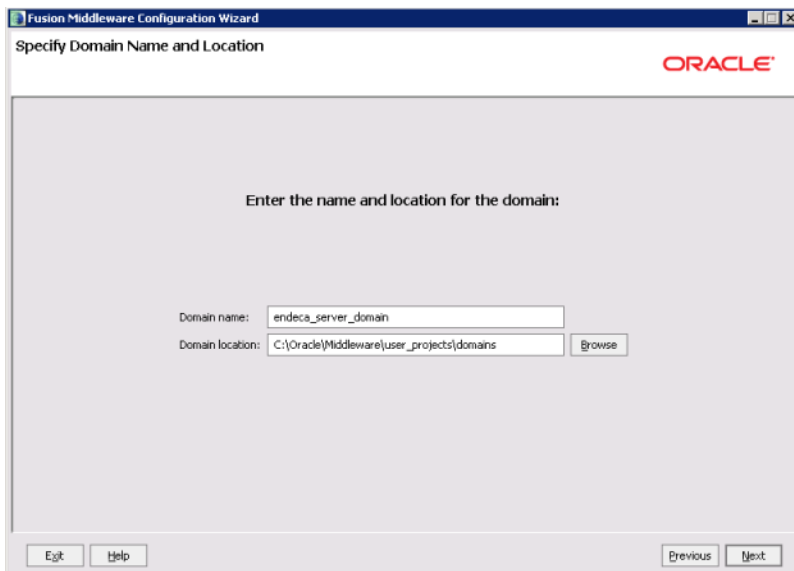 Fusion Middleware Configuration Wizard
Specify Domain Name and Location
ORACLE
Enter the name and location for the domain:
Domain name: endeca_server_domain
Domain location: C:\Oracle\Middleware\user_projects\domains Browse
Exit Help Previous Next